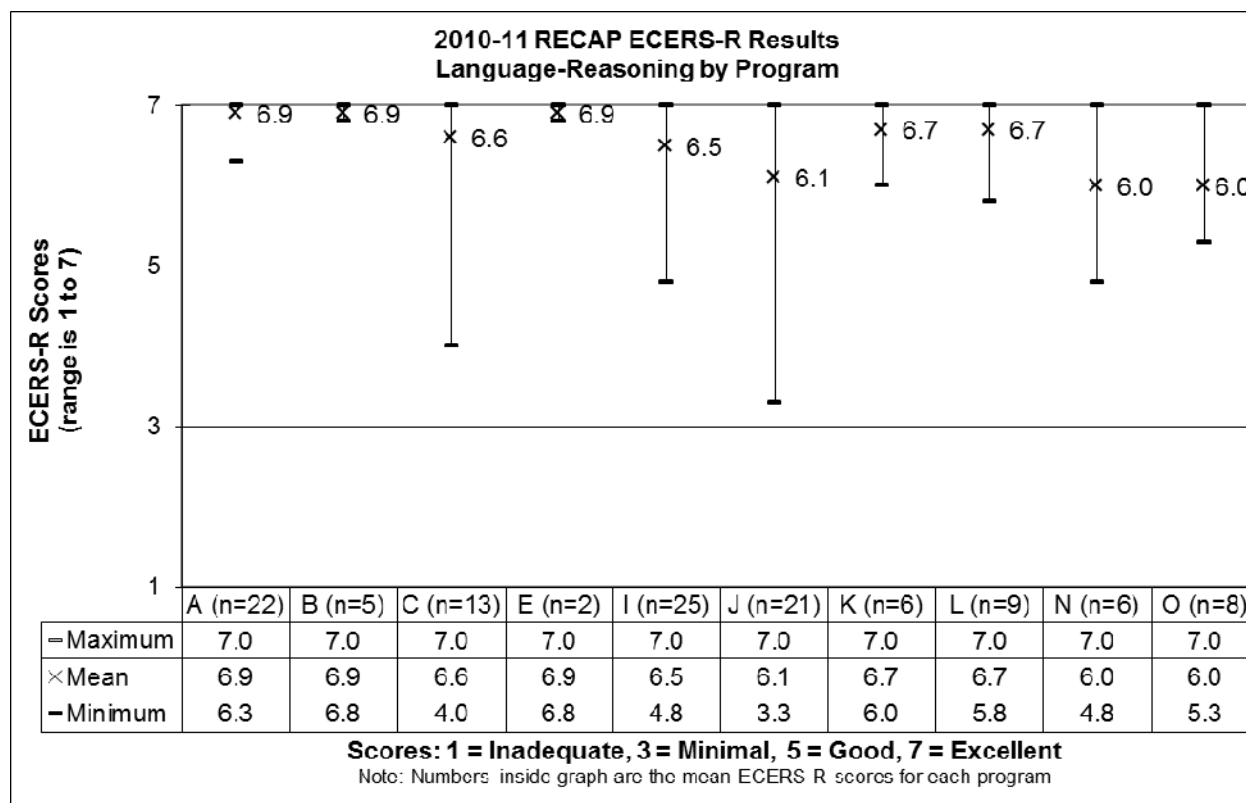 2010-11 RECAP ECERS-R Results
Language-Reasoning by Program
ECERS-R Scores
(range is 1 to 7)
7
5
3
1
6.9
6.9
6.6
6.9
6.5
6.1
6.7
6.7
6.0
6.0
A (n=22) B (n=5) C (n=13) E (n=2) I (n=25) J (n=21) K (n=6) L (n=9) N (n=6) O (n=8)
Maximum 7.0 7.0 7.0 7.0 7.0 7.0 7.0 7.0 7.0 7.0
Mean 6.9 6.9 6.6 6.9 6.5 6.1 6.7 6.7 6.0 6.0
Minimum 6.3 6.8 4.0 6.8 4.8 3.3 6.0 5.8 4.8 5.3
Scores: 1 = Inadequate, 3 = Minimal, 5 = Good, 7 = Excellent
Note: Numbers inside graph are the mean ECERS R scores for each program